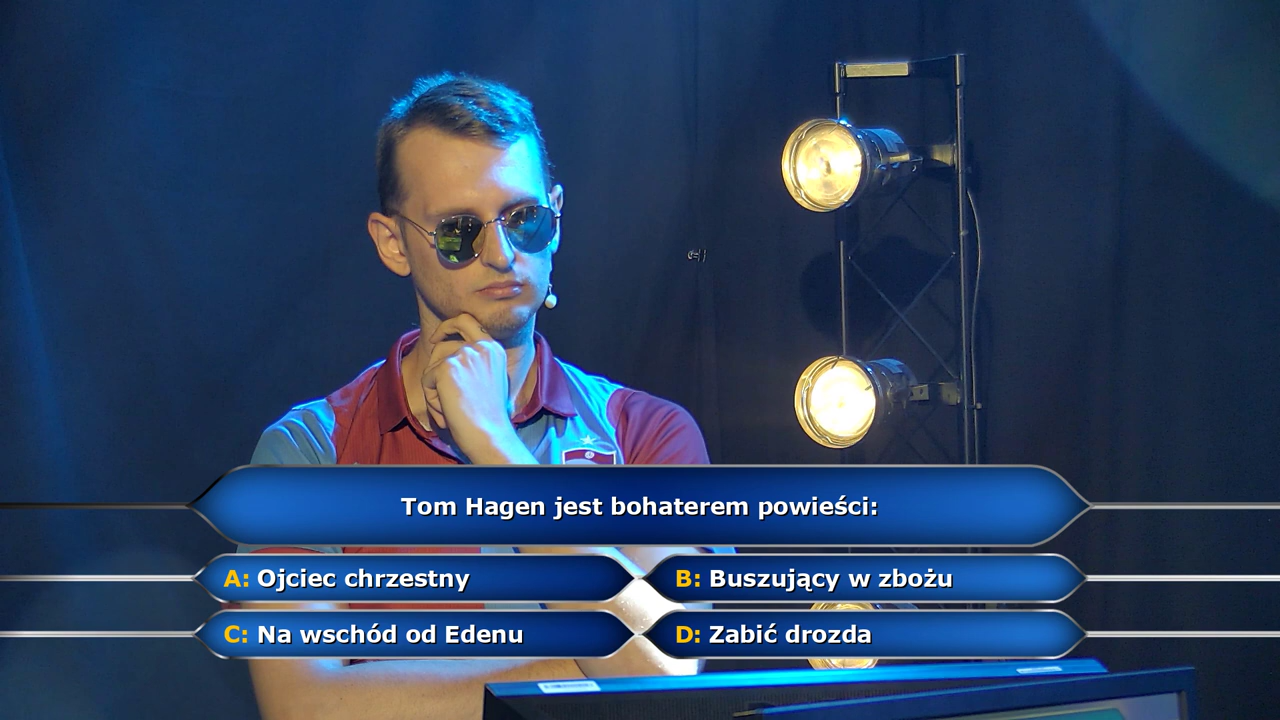 Tom Hagen jest bohaterem powieści:
A: Ojciec chrzestny
B: Buszujący w zbożu
C: Na wschód od Edenu
D: Zabić drozda